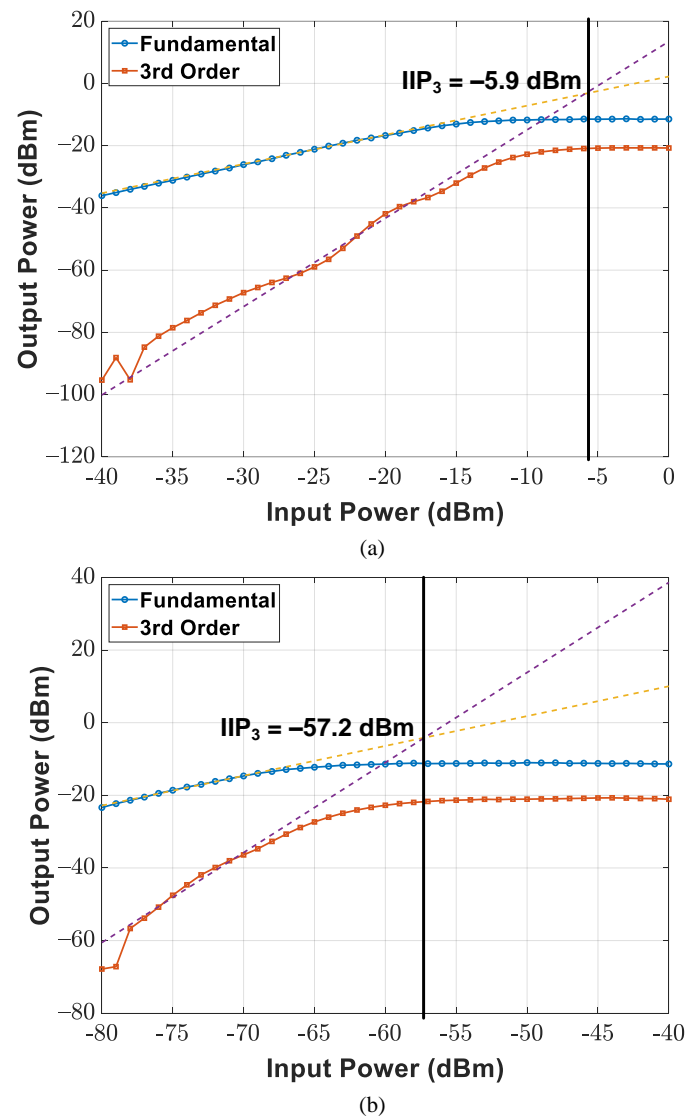 20
0
−20
−40
−60
−80
−100
−120
Output Power (dBm)
Fundamental
3rd Order
IIP3 = –5.9 dBm
-40 -35 -30 -25 -20 -15 -10 -5 0
Input Power (dBm)
(a)
40
20
0
−20
−40
−60
−80
Output Power (dBm)
Fundamental
3rd Order
IIP3 = –57.2 dBm
-80 -75 -70 -65 -60 -55 -50 -45 -40
Input Power (dBm)
(b)